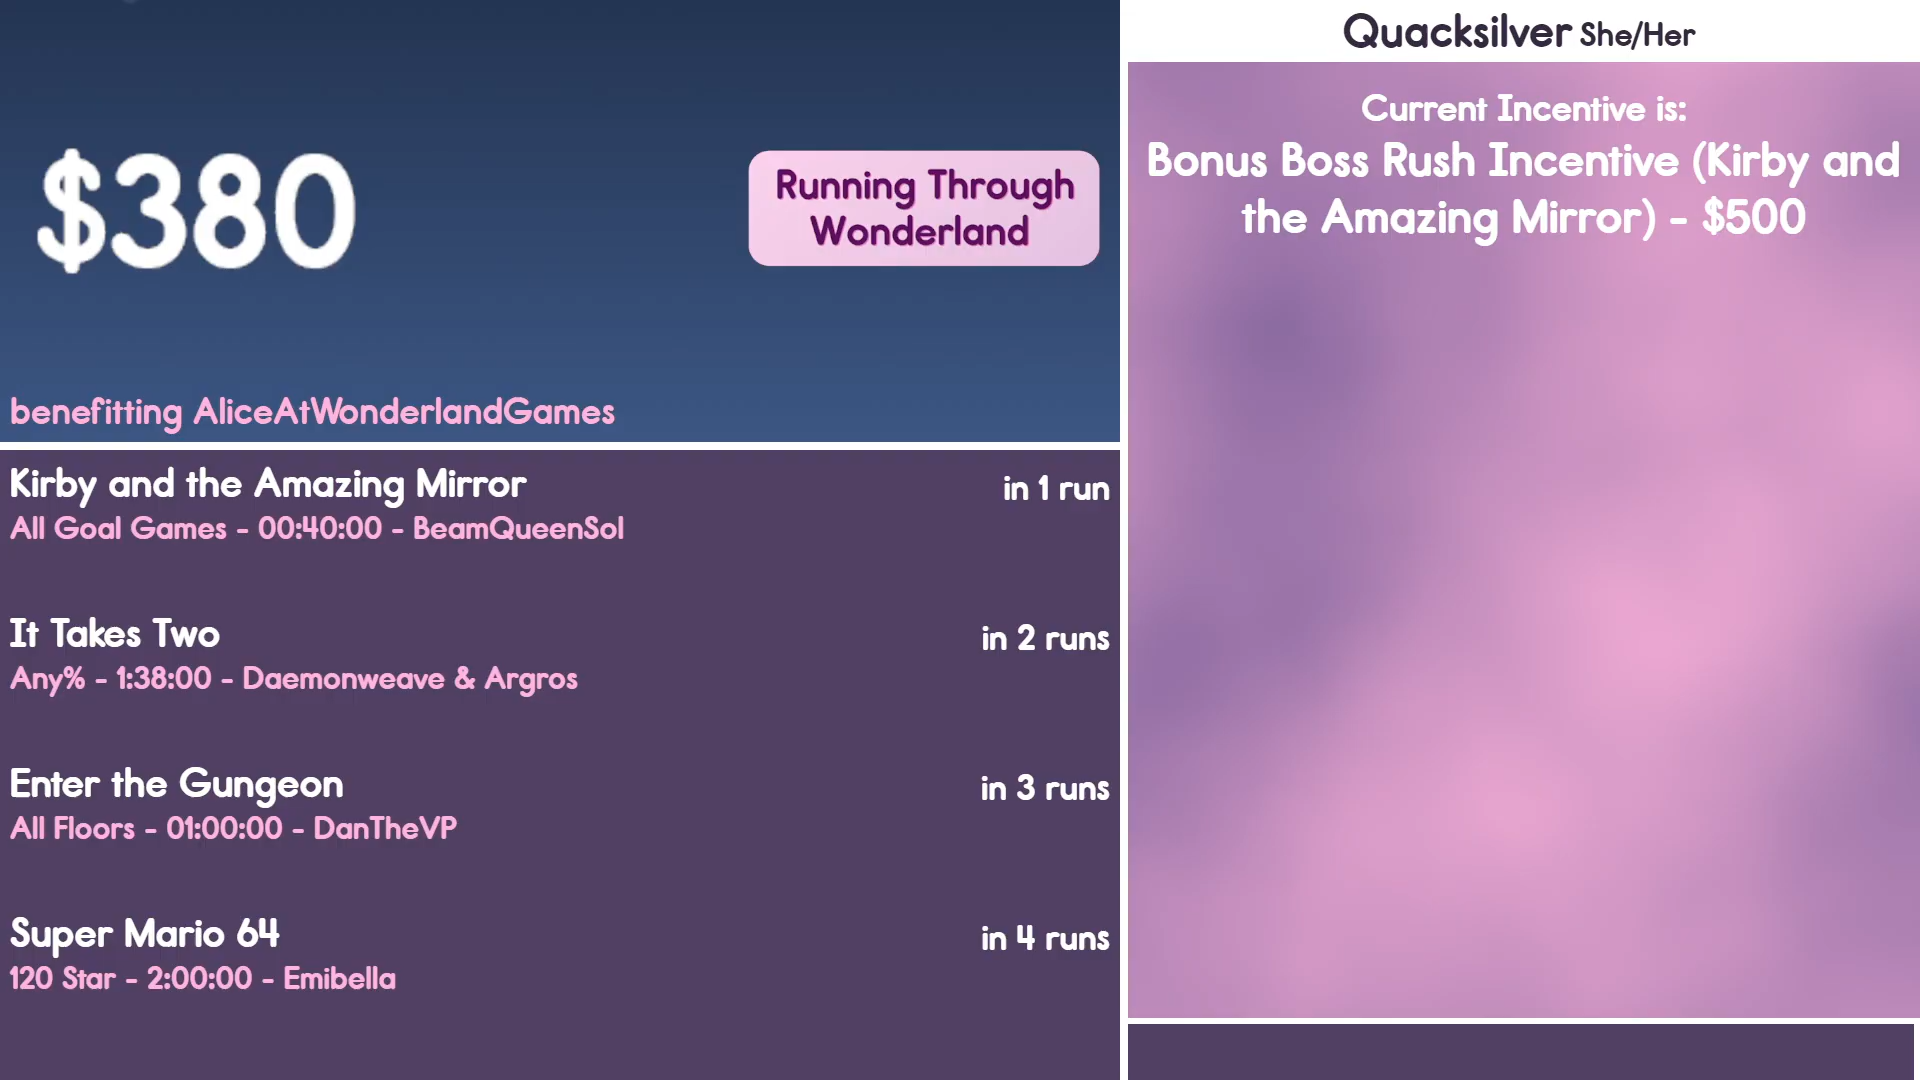 $380
Running Through
Wonderland
benefitting AliceAtWonderlandGames
Kirby and the Amazing Mirror
in 1 run
All Goal Games - 00:40:00 - BeamQueenSol
It Takes Two
in 2 runs
Any% - 1:38:00 - Daemonweave & Argros
Enter the Gungeon
in 3 runs
All Floors - 01:00:00 - DanTheVP
Super Mario 64
in 4 runs
120 Star - 2:00:00 - Emibella
Quacksilver She/Her
Current Incentive is:
Bonus Boss Rush Incentive (Kirby and
the Amazing Mirror) - $500